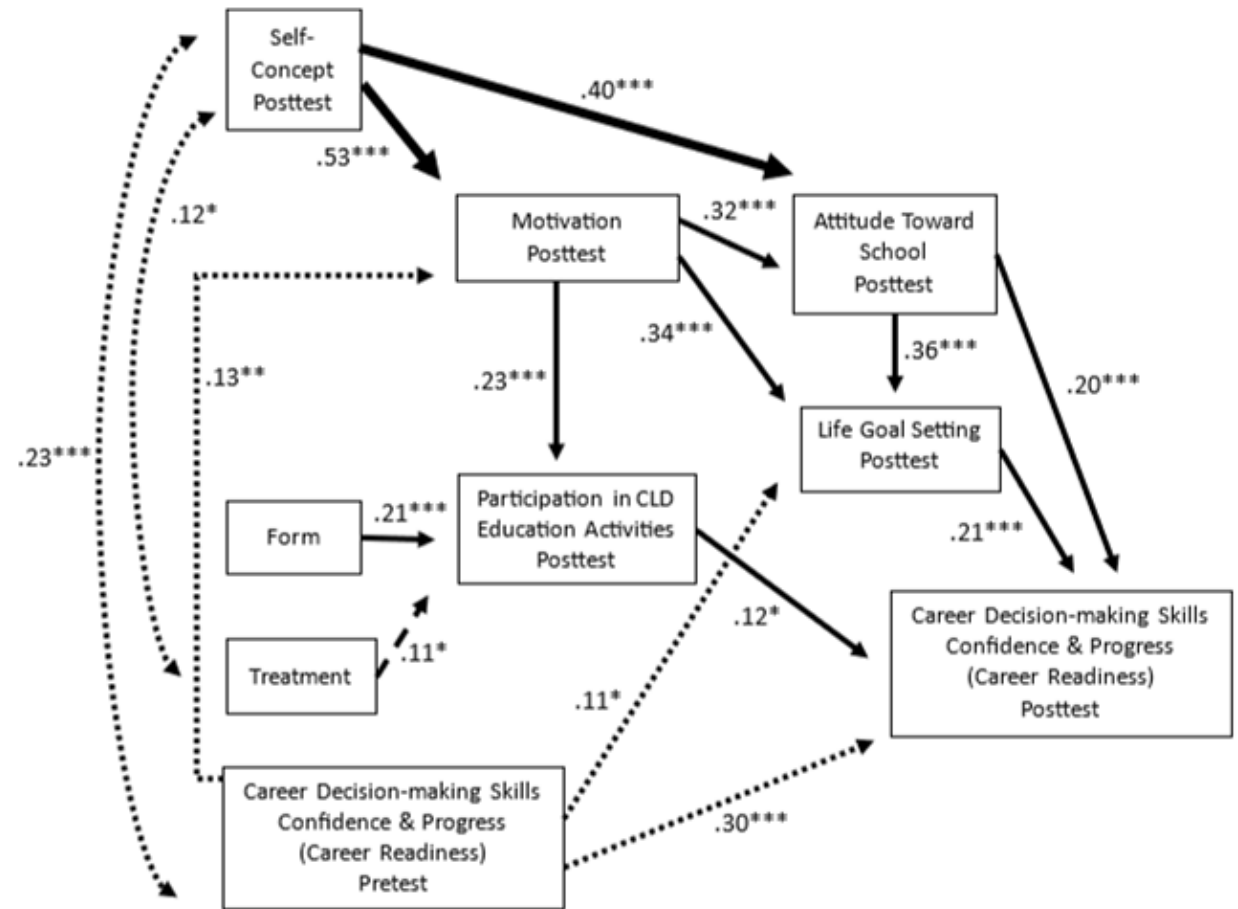 Self-
Concept
Posttest
.40***
.53***
.12*
Motivation
Posttest
.32***
Attitude Toward
School
Posttest
.34***
.36***
.13**
.23***
.20***
Life Goal Setting
Posttest
.23***
Form
.21***
Participation in CLD
Education Activities
Posttest
.21***
Treatment
.11*
.12*
Career Decision-making Skills
Confidence & Progress
(Career Readiness)
Posttest
.11*
Career Decision-making Skills
Confidence & Progress
(Career Readiness)
Pretest
.30***